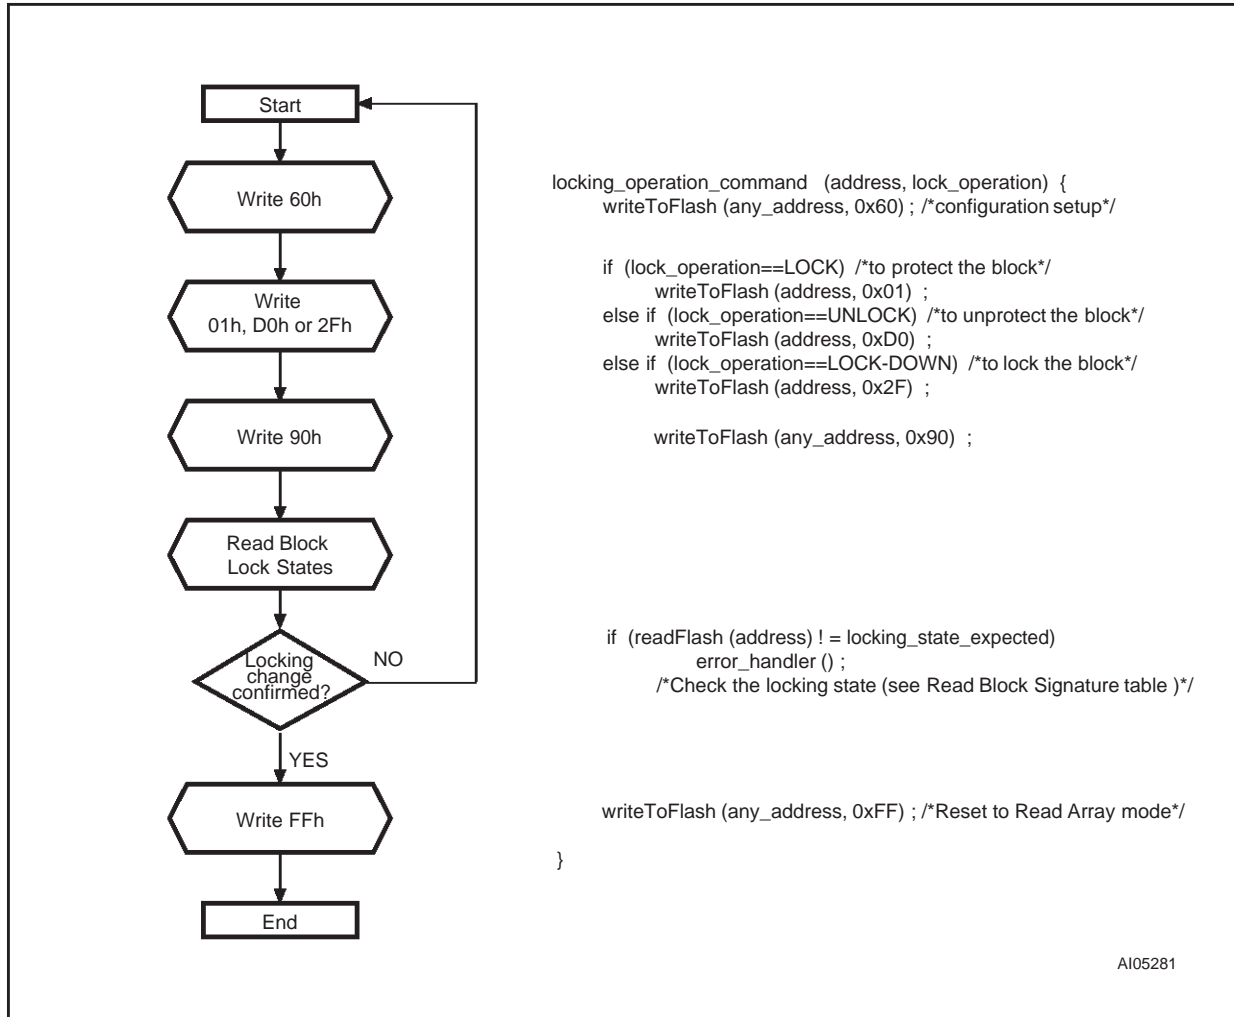 Start
Write 60h
Write
01h, D0h or 2Fh
Write 90h
Read Block
Lock States
Locking
change
confirmed?
NO
YES
Write FFh
End
locking_operation_command (address, lock_operation) {
writeToFlash (any_address, 0x60) ; /*configuration setup*/
if (lock_operation==LOCK) /*to protect the block*/
writeToFlash (address, 0x01) ;
else if (lock_operation==UNLOCK) /*to unprotect the block*/
writeToFlash (address, 0xD0) ;
else if (lock_operation==LOCK-DOWN) /*to lock the block*/
writeToFlash (address, 0x2F) ;
writeToFlash (any_address, 0x90) ;
if (readFlash (address) ! = locking_state_expected)
error_handler () ;
/*Check the locking state (see Read Block Signature table )*/
writeToFlash (any_address, 0xFF) ; /*Reset to Read Array mode*/
}
AI05281